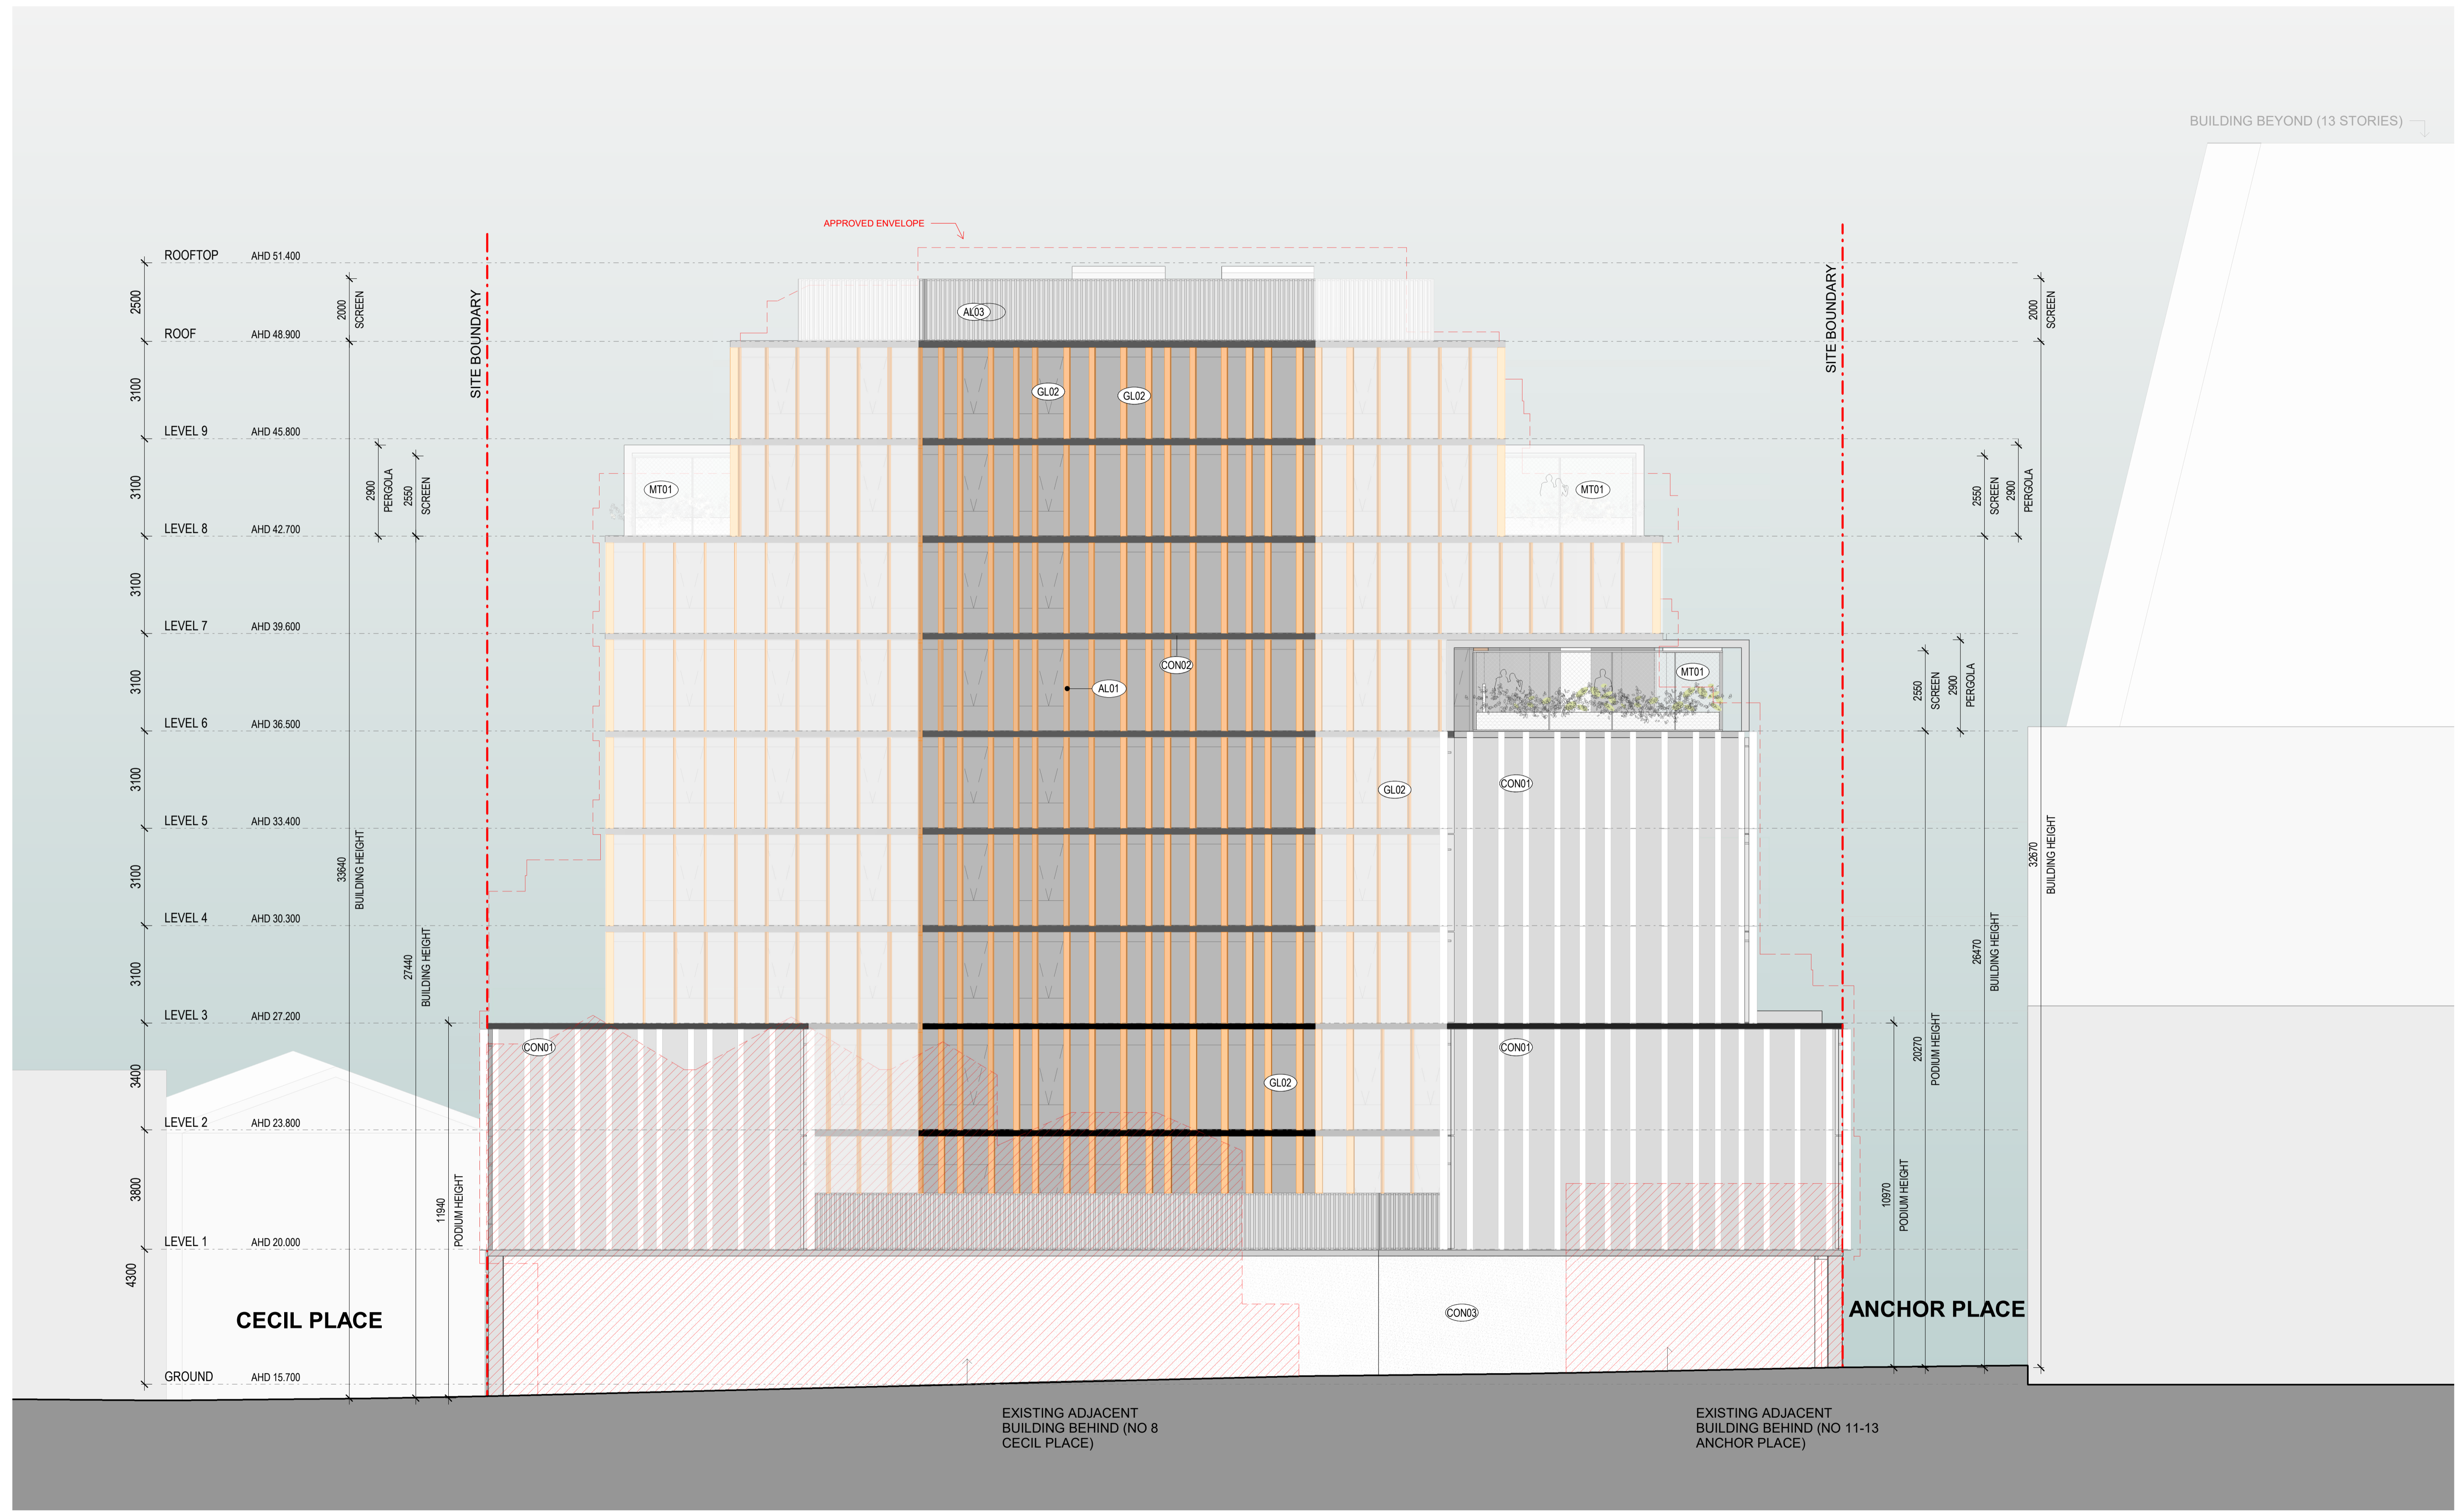 BUILDING BEYOND (13 STORIES)
APPROVED ENVELOPE
ROOFTOP AHD 51.400
ROOF AHD 48.900
LEVEL 9 AHD 45.800
LEVEL 8 AHD 42.700
LEVEL 7 AHD 39.600
LEVEL 6 AHD 36.500
LEVEL 5 AHD 33.400
LEVEL 4 AHD 30.300
LEVEL 3 AHD 27.200
LEVEL 2 AHD 23.800
LEVEL 1 AHD 20.000
GROUND AHD 15.700
2500
3100
3100
3100
3100
3100
3100
3100
3400
3800
4300
2000
SCREEN
33640
BUILDING HEIGHT
2900
PERGOLA
2550
SCREEN
27440
BUILDING HEIGHT
11940
PODIUM HEIGHT
SITE BOUNDARY
AL03
GL02
GL02
MT01
MT01
CON02
AL01
MT01
GL02
CON01
CON01
CON01
GL02
CON03
SITE BOUNDARY
2000
SCREEN
32670
BUILDING HEIGHT
2550
SCREEN
2900
PERGOLA
26470
BUILDING HEIGHT
2550
SCREEN
2900
PERGOLA
20270
PODIUM HEIGHT
10970
PODIUM HEIGHT
CECIL PLACE
ANCHOR PLACE
EXISTING ADJACENT
BUILDING BEHIND (NO 8
CECIL PLACE)
EXISTING ADJACENT
BUILDING BEHIND (NO 11-13
ANCHOR PLACE)